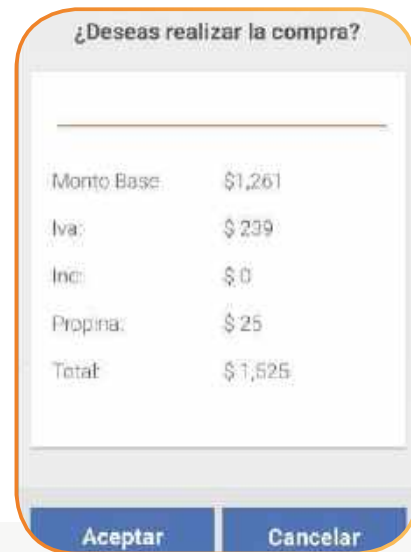 ¿Deseas realizar la compra?
Monto Base $1,261
Iva: $ 239
Inc: $ 0
Propina: $ 25
Total: $ 1,525
Aceptar Cancelar